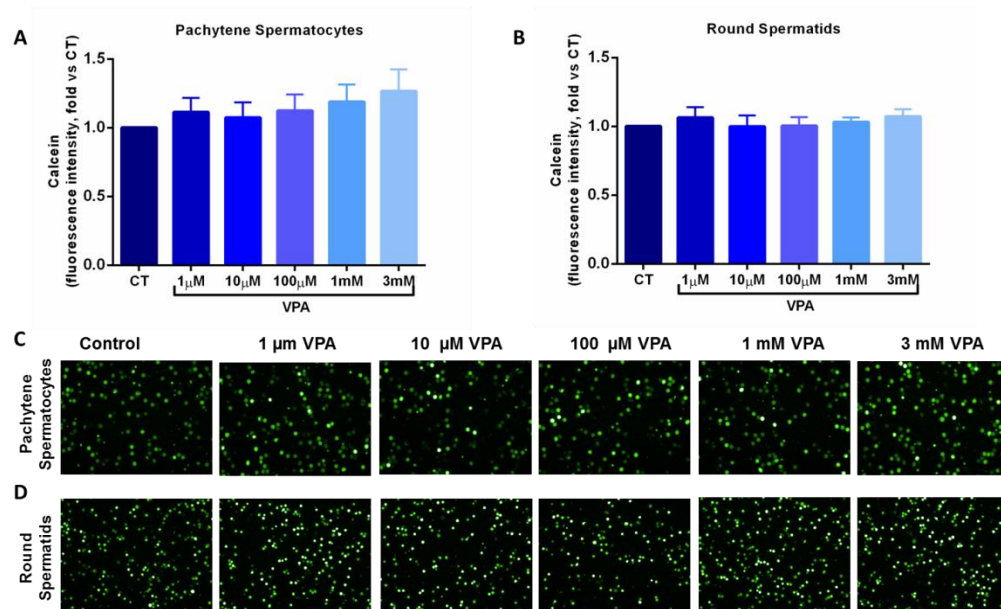 A
Pachytene Spermatocytes
Calcein
(fluorescence intensity, fold vs CT)
1.5
1.0
0.5
0.0
CT
1µM
10µM
100µM
1mM
3mM
VPA
B
Round Spermatids
Calcein
(fluorescence intensity, fold vs CT)
1.5
1.0
0.5
0.0
CT
1µM
10µM
100µM
1mM
3mM
VPA
C
Control
1 µm VPA
10 µM VPA
100 µM VPA
1 mM VPA
3 mM VPA
Pachytene
Spermatocytes
D
Round
Spermatids